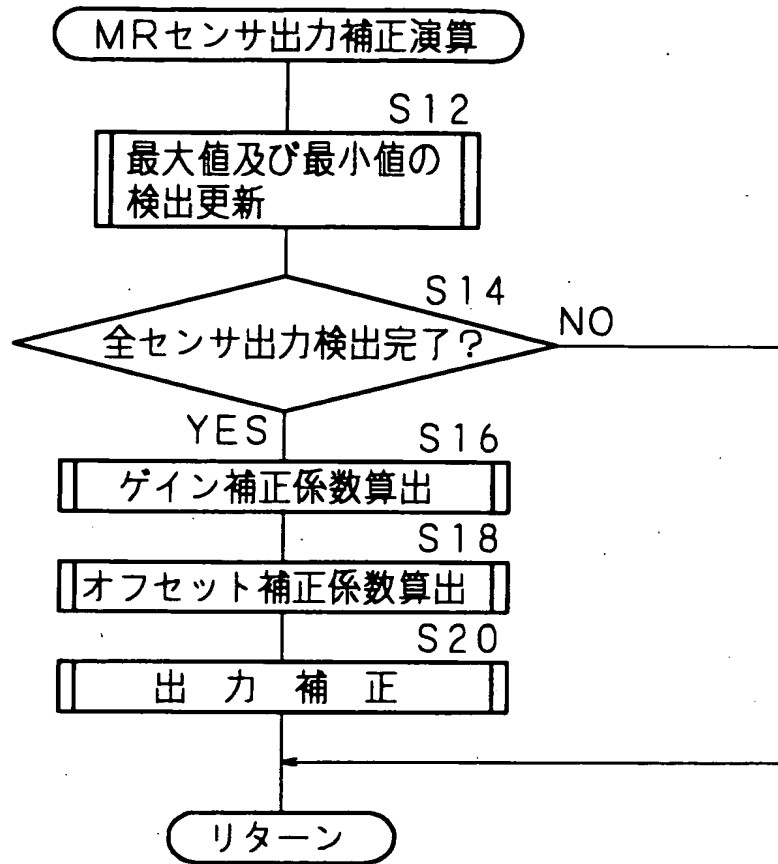 MRセンサ出力補正演算
S12
最大値及び最小値の
検出更新
S14
全センサ出力検出完了?
NO
YES
S16
ゲイン補正係数算出
S18
オフセット補正係数算出
S20
出力補正
リターン